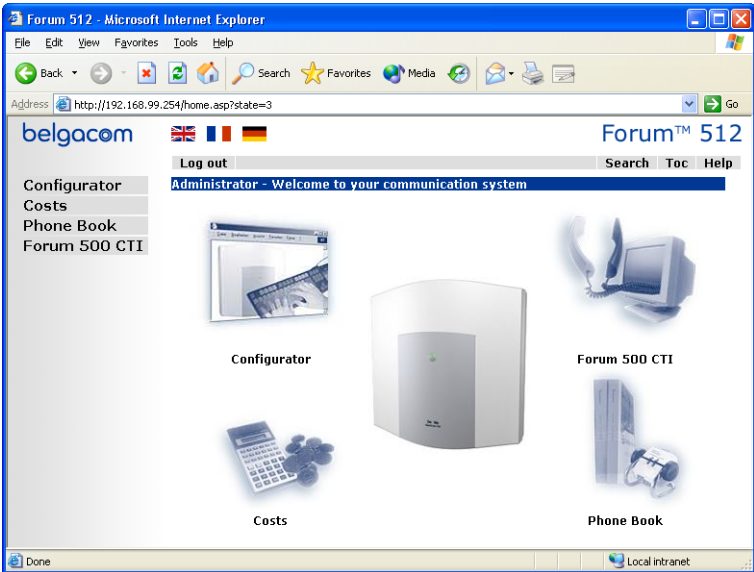 Forum 512 - Microsoft Internet Explorer
File Edit View Favorites Tools Help
Back Search Favorites Media
Address http://192.168.99.254/home.asp?state=3 Go
belgacom Forum™ 512
Log out Search Toc Help
Administrator - Welcome to your communication system
Configurator
Costs
Phone Book
Forum 500 CTI
Configurator Forum 500 CTI
Costs Phone Book
Done Local intranet